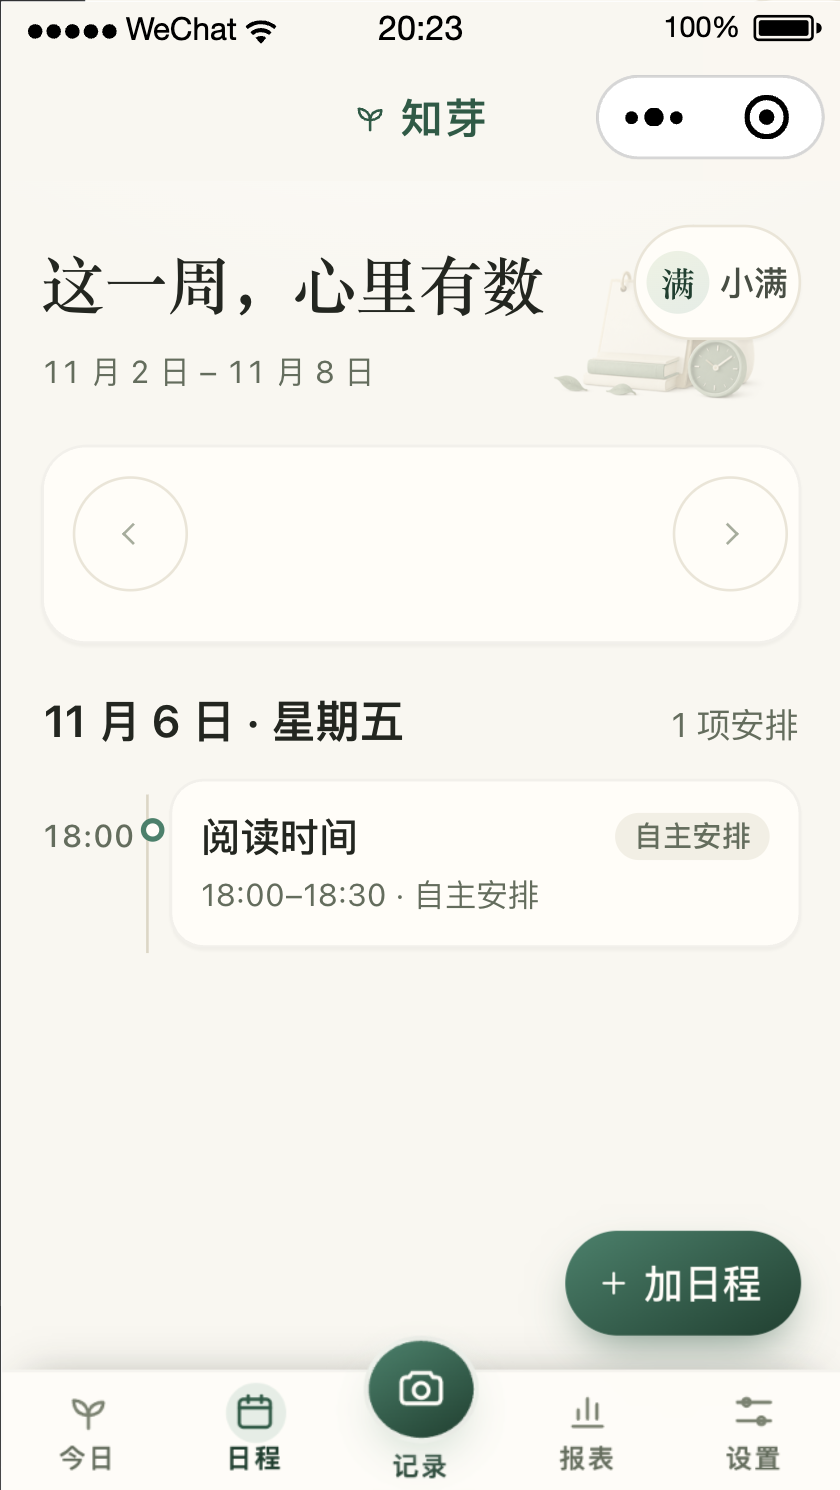 WeChat 20:23 100%
知芽
这一周，心里有数
满 小满
11 月 2 日 – 11 月 8 日
11 月 6 日 · 星期五
1 项安排
18:00
阅读时间
自主安排
18:00–18:30 · 自主安排
+ 加日程
今日 日程 记录 报表 设置